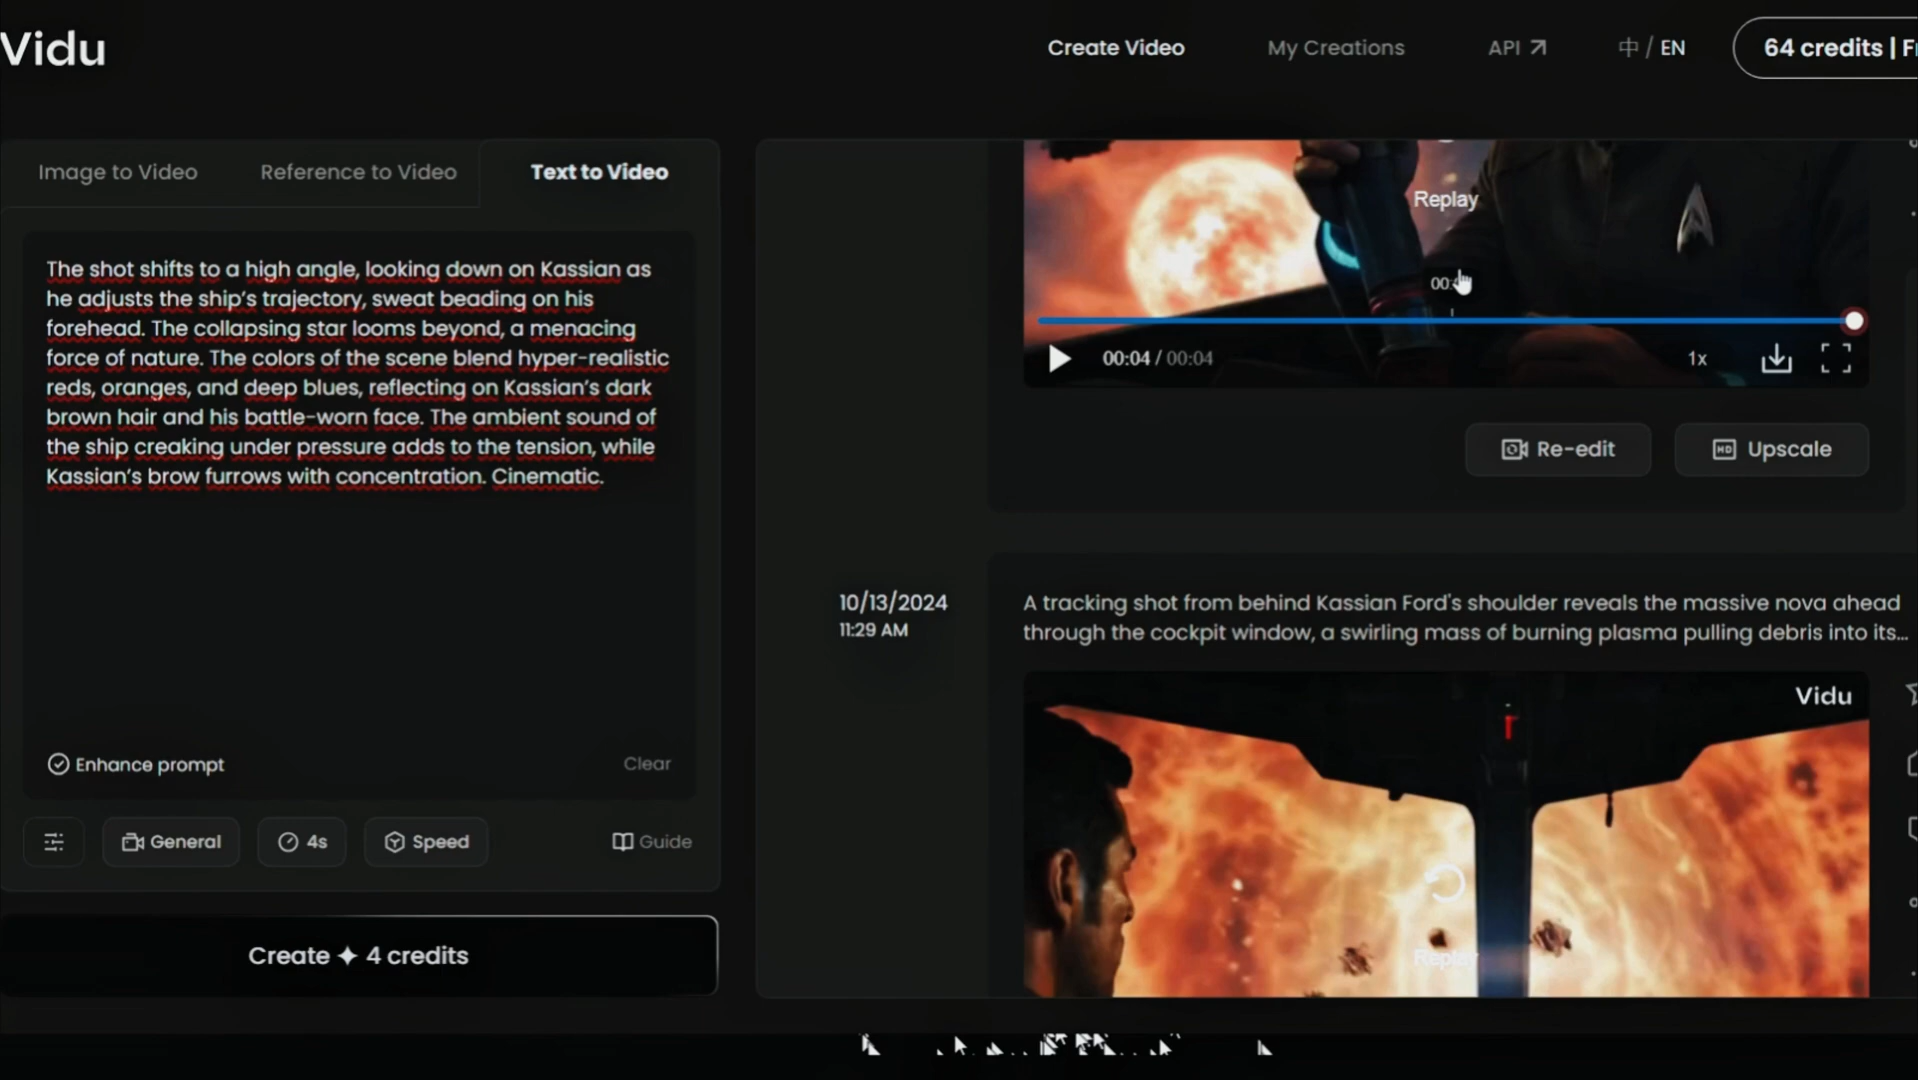 Vidu
Create Video
My Creations
API
中 / EN
64 credits |
Image to Video
Reference to Video
Text to Video
The shot shifts to a high angle, looking down on Kassian as
he adjusts the ship's trajectory, sweat beading on his
forehead. The collapsing star looms beyond, a menacing
force of nature. The colors of the scene blend hyper-realistic
reds, oranges, and deep blues, reflecting on Kassian's dark
brown hair and his battle-worn face. The ambient sound of
the ship creaking under pressure adds to the tension, while
Kassian's brow furrows with concentration. Cinematic.
Enhance prompt
Clear
General
4s
Speed
Guide
Create ✦ 4 credits
Replay
00:04 / 00:04
1x
Re-edit
HD Upscale
10/13/2024
11:29 AM
A tracking shot from behind Kassian Ford's shoulder reveals the massive nova ahead
through the cockpit window, a swirling mass of burning plasma pulling debris into its...
Vidu
Replay